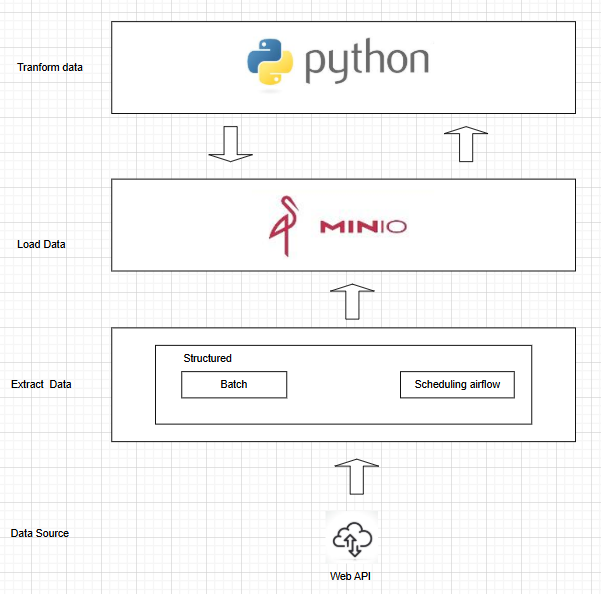 Tranform data
python
Load Data
MINIO
Structured
Extract Data
Batch
Scheduling airflow
Data Source
Web API